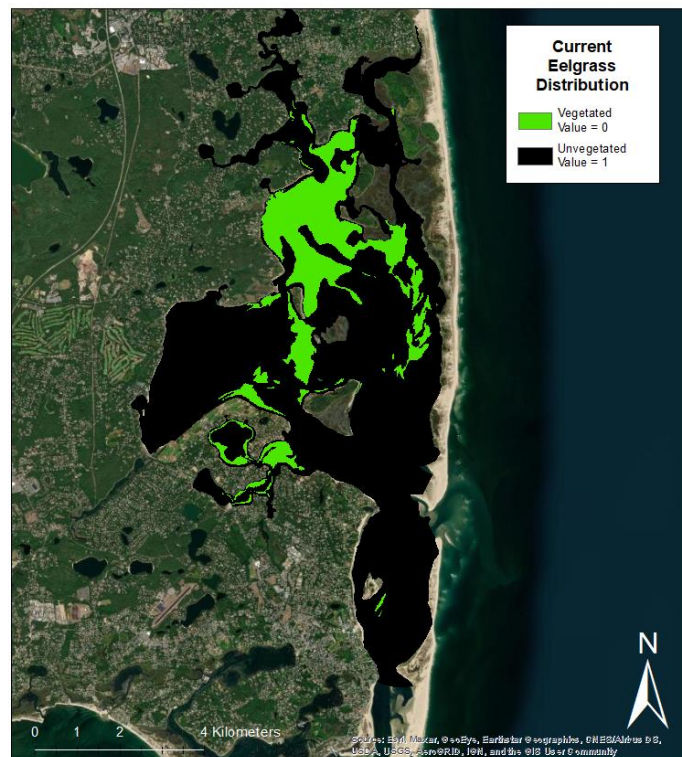 Current
Eelgrass
Distribution
Vegetated
Value = 0
Unvegetated
Value = 1
N
0 1 2 4 Kilometers
Source: Esri, Maxar, GeoEye, Earthstar Geographics, CNES/Airbus DS,
USDA, USGS, AeroGRID, IGN, and the GIS User Community